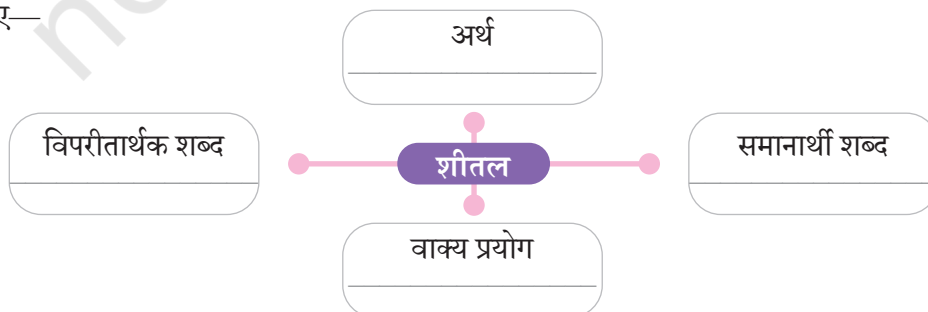 ए—
अर्थ
विपरीतार्थक शब्द
शीतल
समानार्थी शब्द
वाक्य प्रयोग